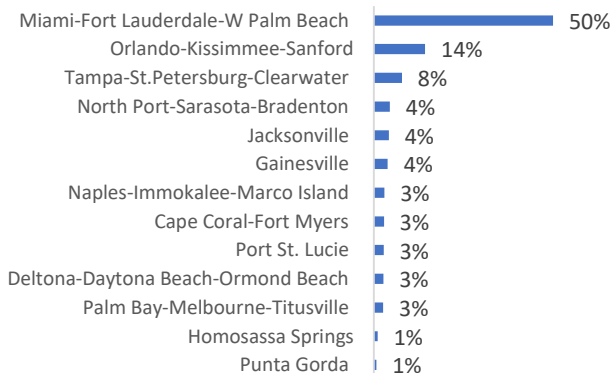 Miami-Fort Lauderdale-W Palm Beach 50%
Orlando-Kissimmee-Sanford 14%
Tampa-St.Petersburg-Clearwater 8%
North Port-Sarasota-Bradenton 4%
Jacksonville 4%
Gainesville 4%
Naples-Immokalee-Marco Island 3%
Cape Coral-Fort Myers 3%
Port St. Lucie 3%
Deltona-Daytona Beach-Ormond Beach 3%
Palm Bay-Melbourne-Titusville 3%
Homosassa Springs 1%
Punta Gorda 1%